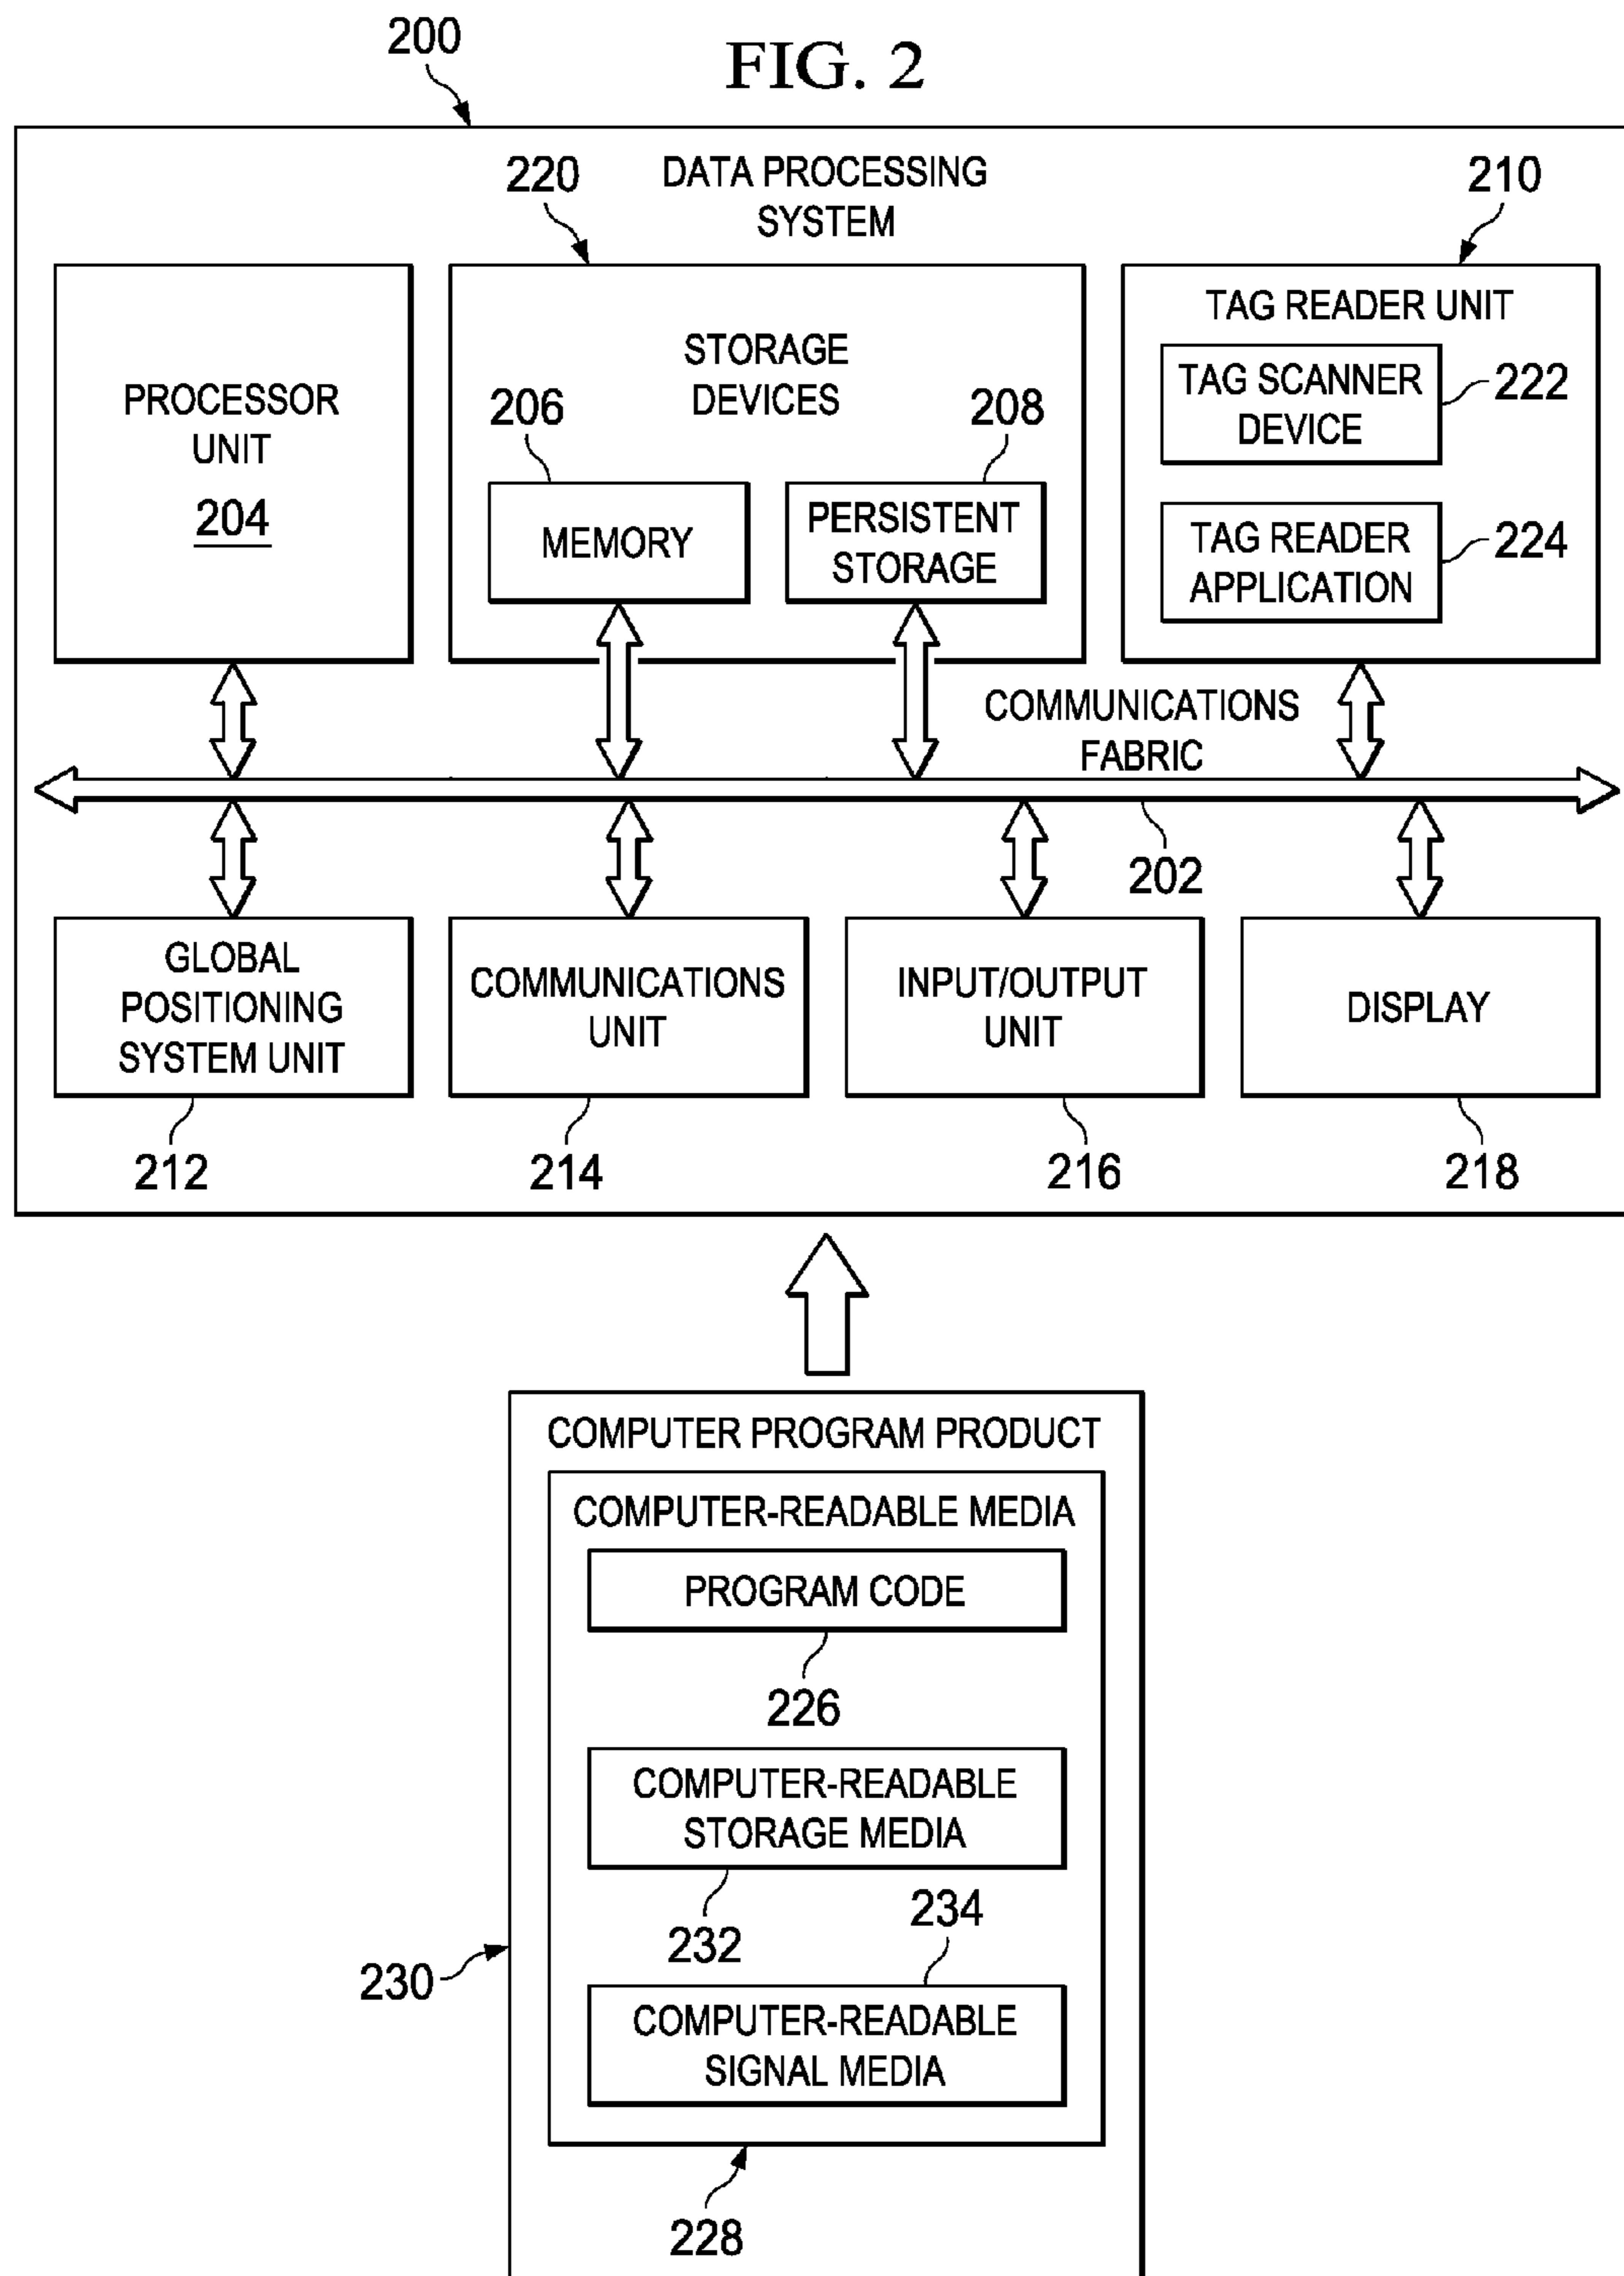 FIG. 2
200
DATA PROCESSING
SYSTEM
220
210
PROCESSOR
UNIT
204
STORAGE
DEVICES
206
208
MEMORY
PERSISTENT
STORAGE
TAG READER UNIT
TAG SCANNER
DEVICE
222
TAG READER
APPLICATION
224
COMMUNICATIONS
FABRIC
202
GLOBAL
POSITIONING
SYSTEM UNIT
COMMUNICATIONS
UNIT
INPUT/OUTPUT
UNIT
DISPLAY
212
214
216
218
COMPUTER PROGRAM PRODUCT
COMPUTER-READABLE MEDIA
PROGRAM CODE
226
COMPUTER-READABLE
STORAGE MEDIA
232
234
230
COMPUTER-READABLE
SIGNAL MEDIA
228